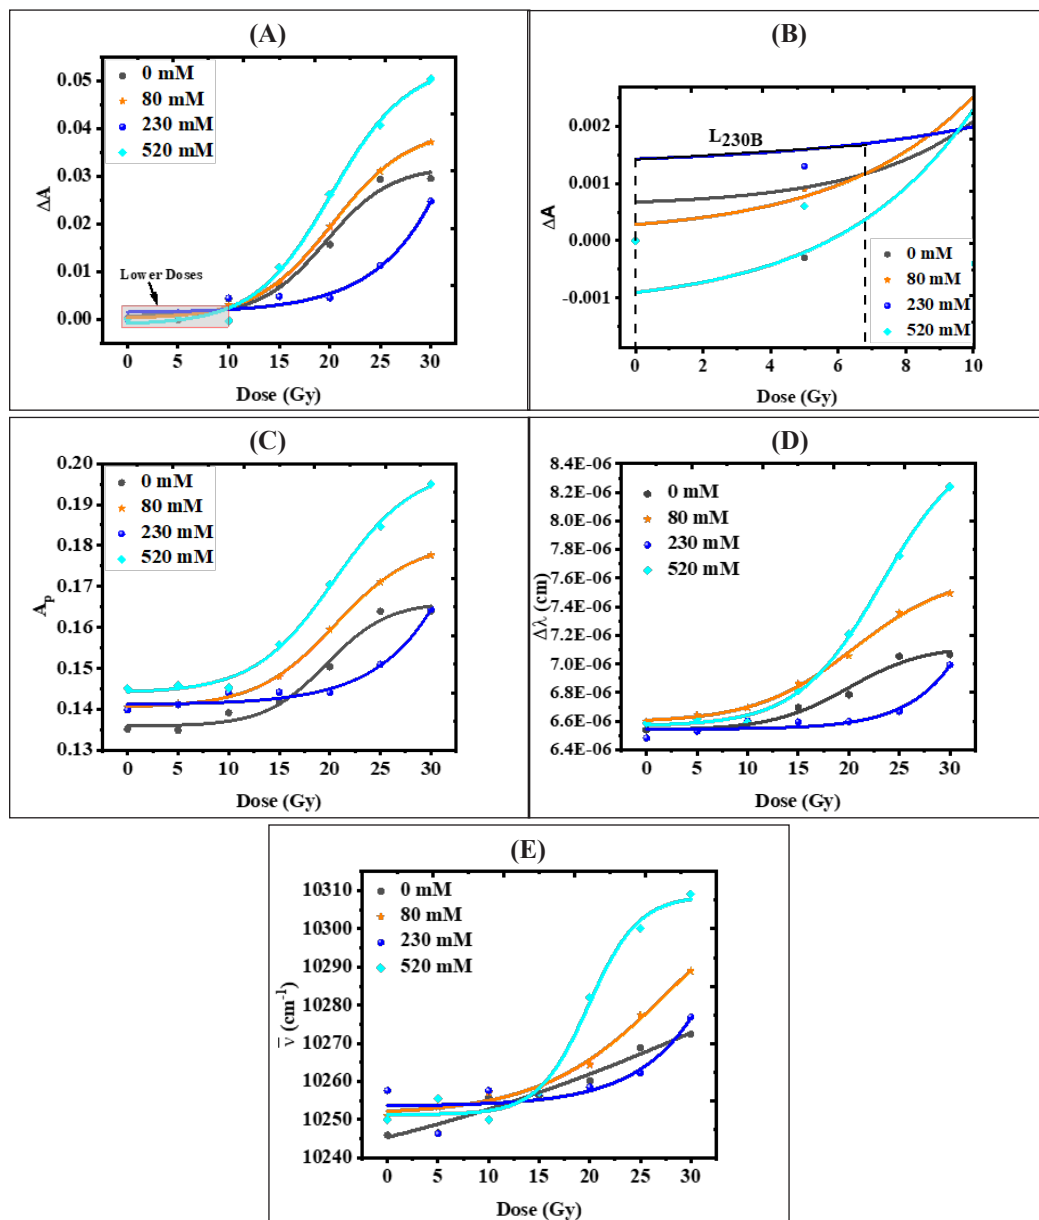 (A)
0 mM
80 mM
230 mM
520 mM
0.05
0.04
0.03
0.02
0.01
0.00
ΔA
Lower Doses
0 5 10 15 20 25 30
Dose (Gy)
(B)
0.002
0.001
0.000
-0.001
ΔA
L230B
0 mM
80 mM
230 mM
520 mM
0 2 4 6 8 10
Dose (Gy)
(C)
0.20
0.19
0.18
0.17
0.16
0.15
0.14
0.13
Ap
0 mM
80 mM
230 mM
520 mM
0 5 10 15 20 25 30
Dose (Gy)
(D)
8.4E-06
8.2E-06
8.0E-06
7.8E-06
7.6E-06
7.4E-06
7.2E-06
7.0E-06
6.8E-06
6.6E-06
6.4E-06
Δλ (cm)
0 mM
80 mM
230 mM
520 mM
0 5 10 15 20 25 30
Dose (Gy)
(E)
10310
10300
10290
10280
10270
10260
10250
10240
ν̅ (cm-1)
0 mM
80 mM
230 mM
520 mM
0 5 10 15 20 25 30
Dose (Gy)